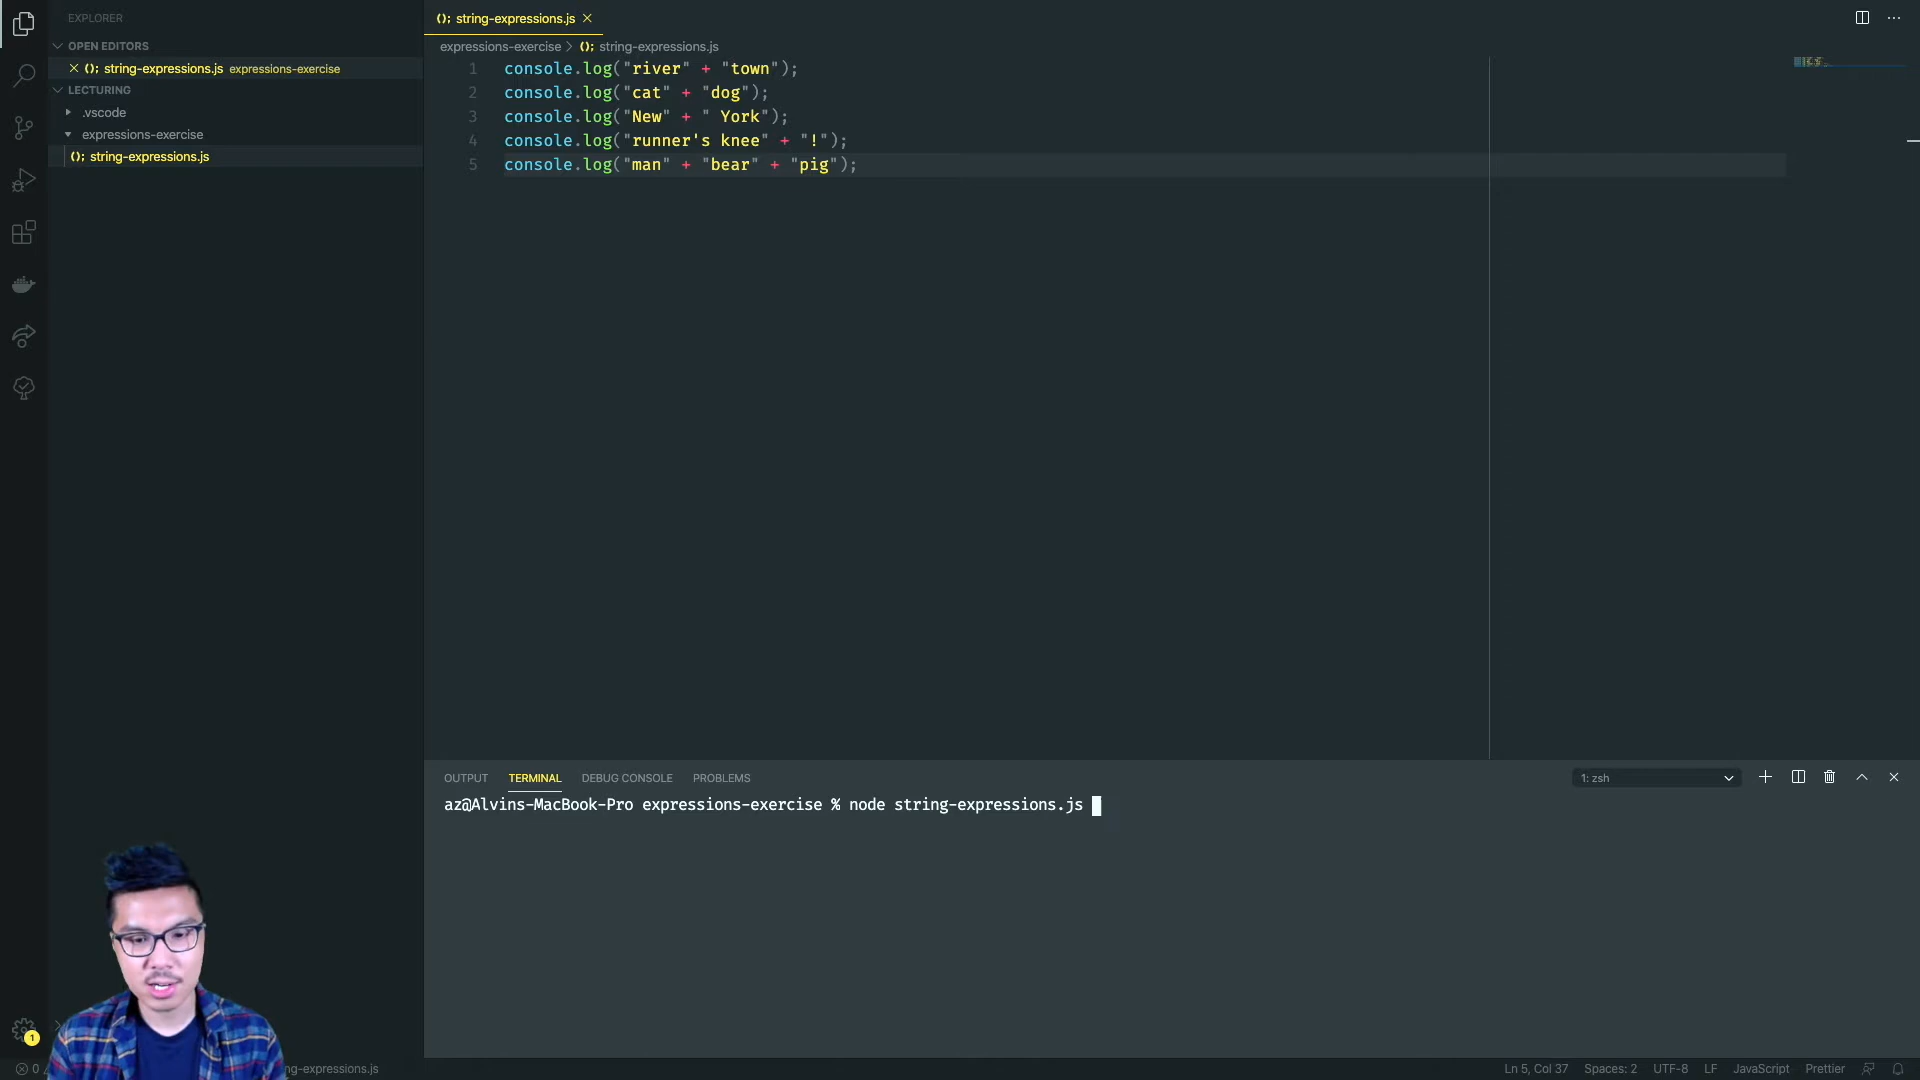 EXPLORER
OPEN EDITORS
(); string-expressions.js expressions-exercise
LECTURING
.vscode
expressions-exercise
(); string-expressions.js
(); string-expressions.js
expressions-exercise > (); string-expressions.js
1 console.log("river" + "town");
2 console.log("cat" + "dog");
3 console.log("New" + " York");
4 console.log("runner's knee" + "!");
5 console.log("man" + "bear" + "pig");
OUTPUT TERMINAL DEBUG CONSOLE PROBLEMS 1: zsh
az@Alvins-MacBook-Pro expressions-exercise % node string-expressions.js
1
0 ng-expressions.js Ln 5, Col 37 Spaces: 2 UTF-8 LF JavaScript Prettier